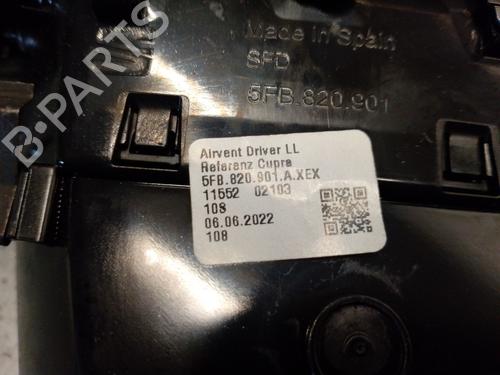 Made in Spain
SFD
5FB.820.901
Airvent Driver LL
Referenz Cupra
5FB.820.901.A.XEX
11552 02103
108
06.06.2022
108
B PARTS